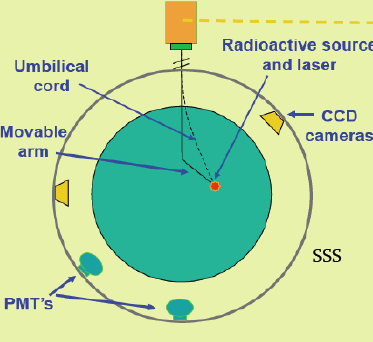 Radioactive source
and laser
Umbilical
cord
CCD
cameras
Movable
arm
SSS
PMT's